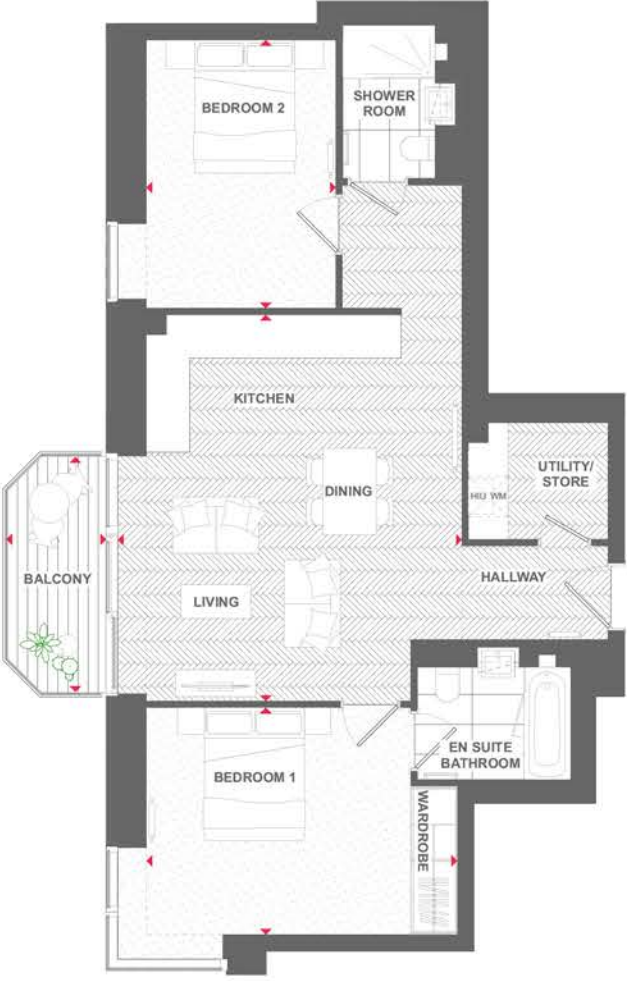 BEDROOM 2
SHOWER
ROOM
KITCHEN
DINING
UTILITY/
STORE
HIU WM
BALCONY
LIVING
HALLWAY
EN SUITE
BATHROOM
BEDROOM 1
WARDROBE